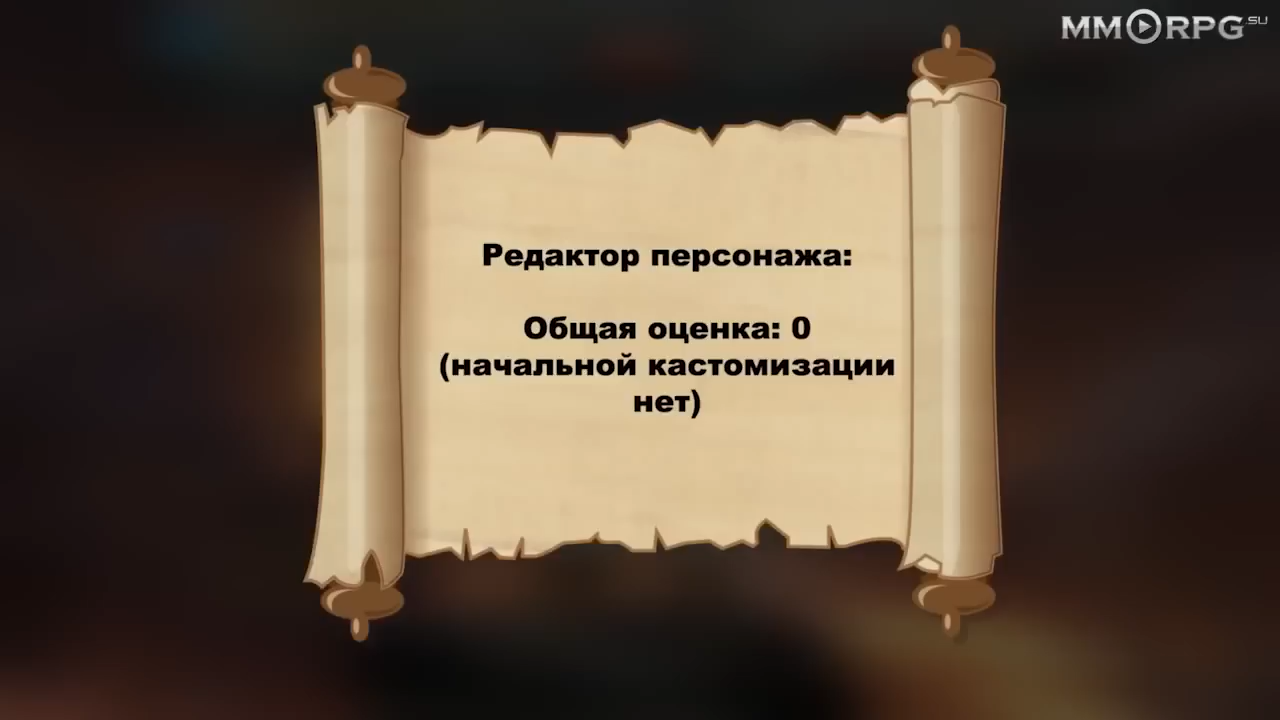 MMORPG.SU
Редактор персонажа:
Общая оценка: 0
(начальной кастомизации
нет)